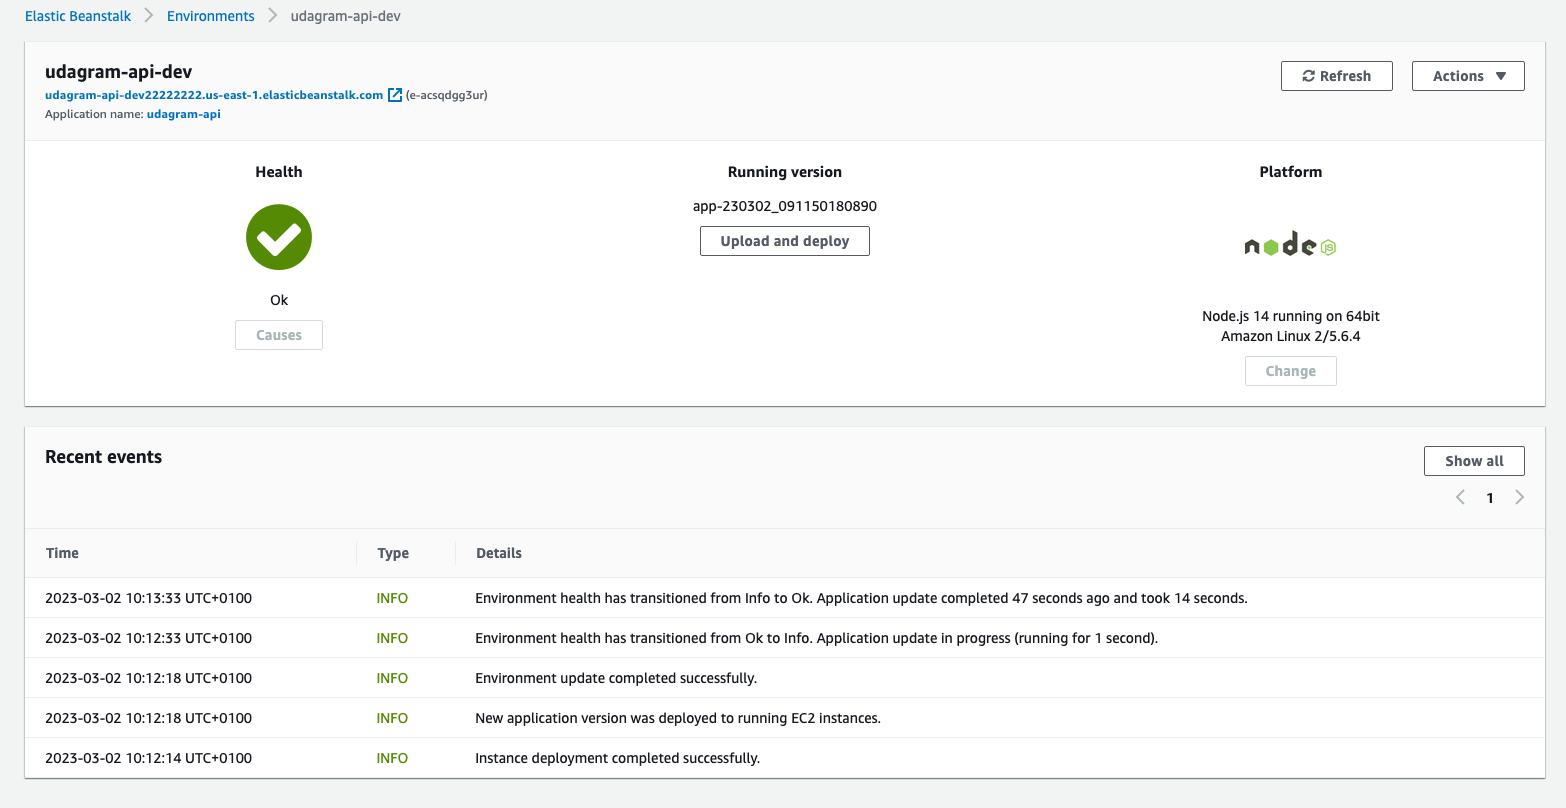 Elastic Beanstalk > Environments > udagram-api-dev
udagram-api-dev
Refresh
Actions ▼
udagram-api-dev22222222.us-east-1.elasticbeanstalk.com (e-acsqdgg3ur)
Application name: udagram-api
Health
Ok
Causes
Running version
app-230302_091150180890
Upload and deploy
Platform
node JS
Node.js 14 running on 64bit
Amazon Linux 2/5.6.4
Change
Recent events
Show all
< 1 >
Time Type Details
2023-03-02 10:13:33 UTC+0100 INFO Environment health has transitioned from Info to Ok. Application update completed 47 seconds ago and took 14 seconds.
2023-03-02 10:12:33 UTC+0100 INFO Environment health has transitioned from Ok to Info. Application update in progress (running for 1 second).
2023-03-02 10:12:18 UTC+0100 INFO Environment update completed successfully.
2023-03-02 10:12:18 UTC+0100 INFO New application version was deployed to running EC2 instances.
2023-03-02 10:12:14 UTC+0100 INFO Instance deployment completed successfully.